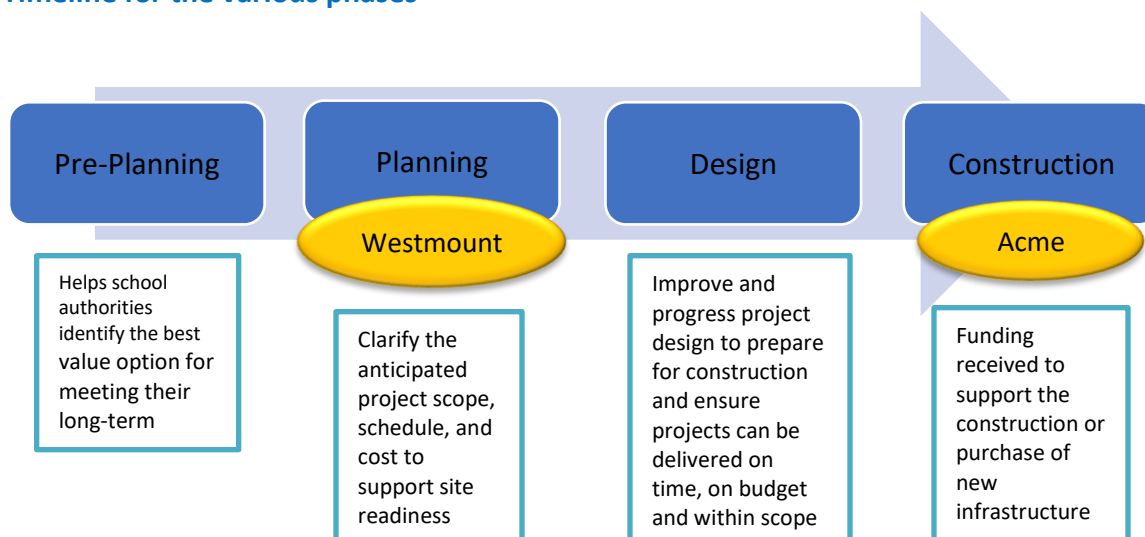 Timeline for the various phases
Pre-Planning
Planning
Design
Construction
Westmount
Acme
Helps school
authorities
identify the best
value option for
meeting their
long-term
Clarify the
anticipated
project scope,
schedule, and
cost to
support site
readiness
Improve and
progress project
design to prepare
for construction
and ensure
projects can be
delivered on
time, on budget
and within scope
Funding
received to
support the
construction or
purchase of
new
infrastructure